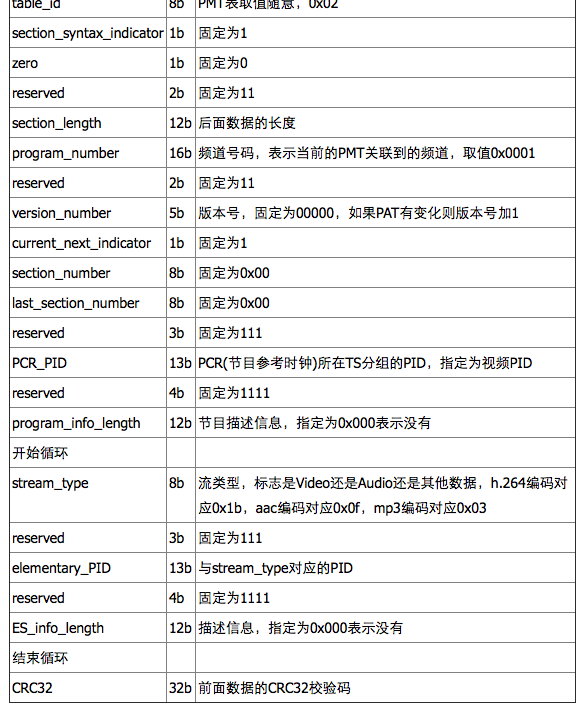 table_id 8b PMT表取值随意，0x02
section_syntax_indicator 1b 固定为1
zero 1b 固定为0
reserved 2b 固定为11
section_length 12b 后面数据的长度
program_number 16b 频道号码，表示当前的PMT关联到的频道，取值0x0001
reserved 2b 固定为11
version_number 5b 版本号，固定为00000，如果PAT有变化则版本号加1
current_next_indicator 1b 固定为1
section_number 8b 固定为0x00
last_section_number 8b 固定为0x00
reserved 3b 固定为111
PCR_PID 13b PCR(节目参考时钟)所在TS分组的PID，指定为视频PID
reserved 4b 固定为1111
program_info_length 12b 节目描述信息，指定为0x000表示没有
开始循环
stream_type 8b 流类型，标志是Video还是Audio还是其他数据，h.264编码对
应0x1b，aac编码对应0x0f，mp3编码对应0x03
reserved 3b 固定为111
elementary_PID 13b 与stream_type对应的PID
reserved 4b 固定为1111
ES_info_length 12b 描述信息，指定为0x000表示没有
结束循环
CRC32 32b 前面数据的CRC32校验码